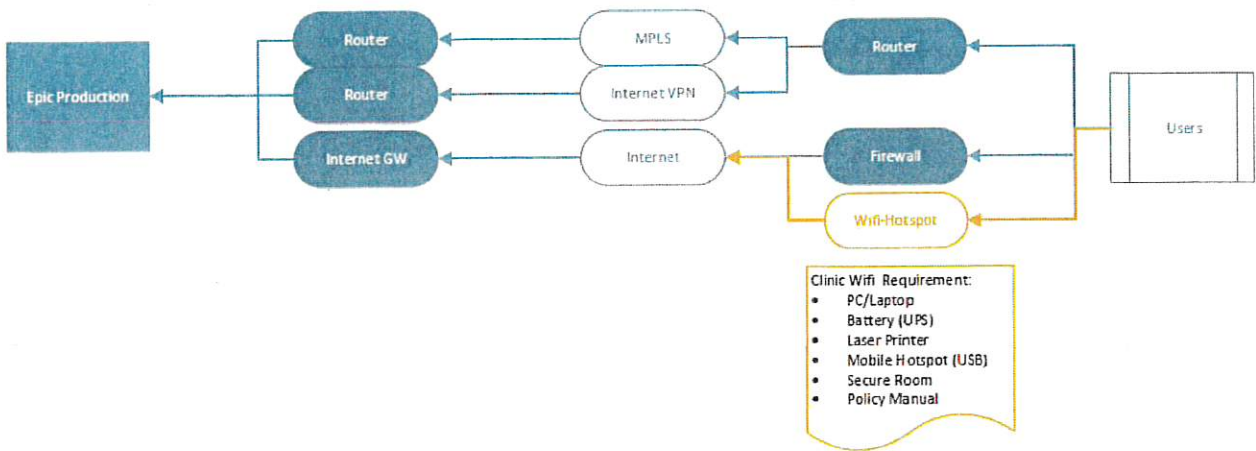 Router
MPLS
Router
Epic Production
Router
Internet VPN
Users
Internet GW
Internet
Firewall
Wifi-Hotspot
Clinic Wifi Requirement:
• PC/Laptop
• Battery (UPS)
• Laser Printer
• Mobile Hotspot (USB)
• Secure Room
• Policy Manual